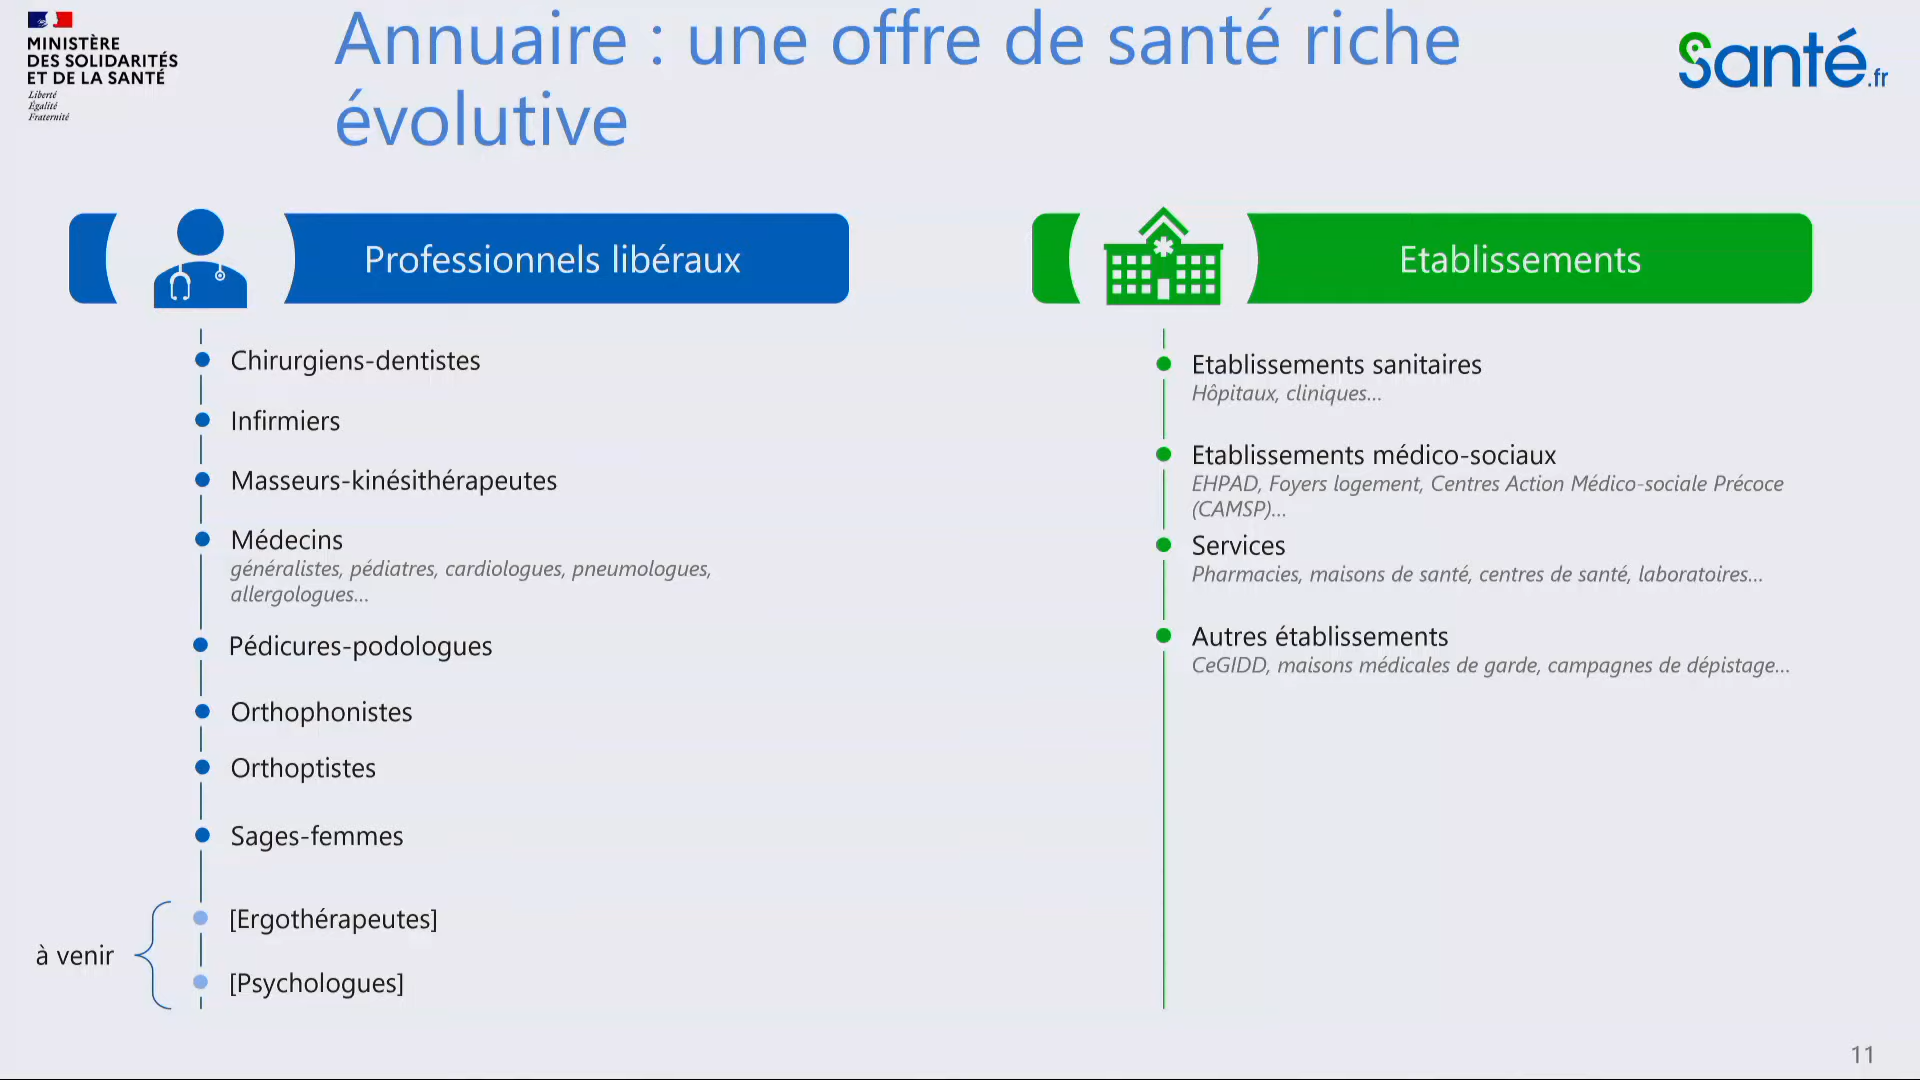 MINISTÈRE
DES SOLIDARITÉS
ET DE LA SANTÉ
Liberté
Égalité
Fraternité
Annuaire : une offre de santé riche
évolutive
Santé.fr
Professionnels libéraux
Chirurgiens-dentistes
Infirmiers
Masseurs-kinésithérapeutes
Médecins
généralistes, pédiatres, cardiologues, pneumologues,
allergologues...
Pédicures-podologues
Orthophonistes
Orthoptistes
Sages-femmes
à venir
[Ergothérapeutes]
[Psychologues]
Etablissements
Etablissements sanitaires
Hôpitaux, cliniques...
Etablissements médico-sociaux
EHPAD, Foyers logement, Centres Action Médico-sociale Précoce
(CAMSP)...
Services
Pharmacies, maisons de santé, centres de santé, laboratoires...
Autres établissements
CeGIDD, maisons médicales de garde, campagnes de dépistage...
11